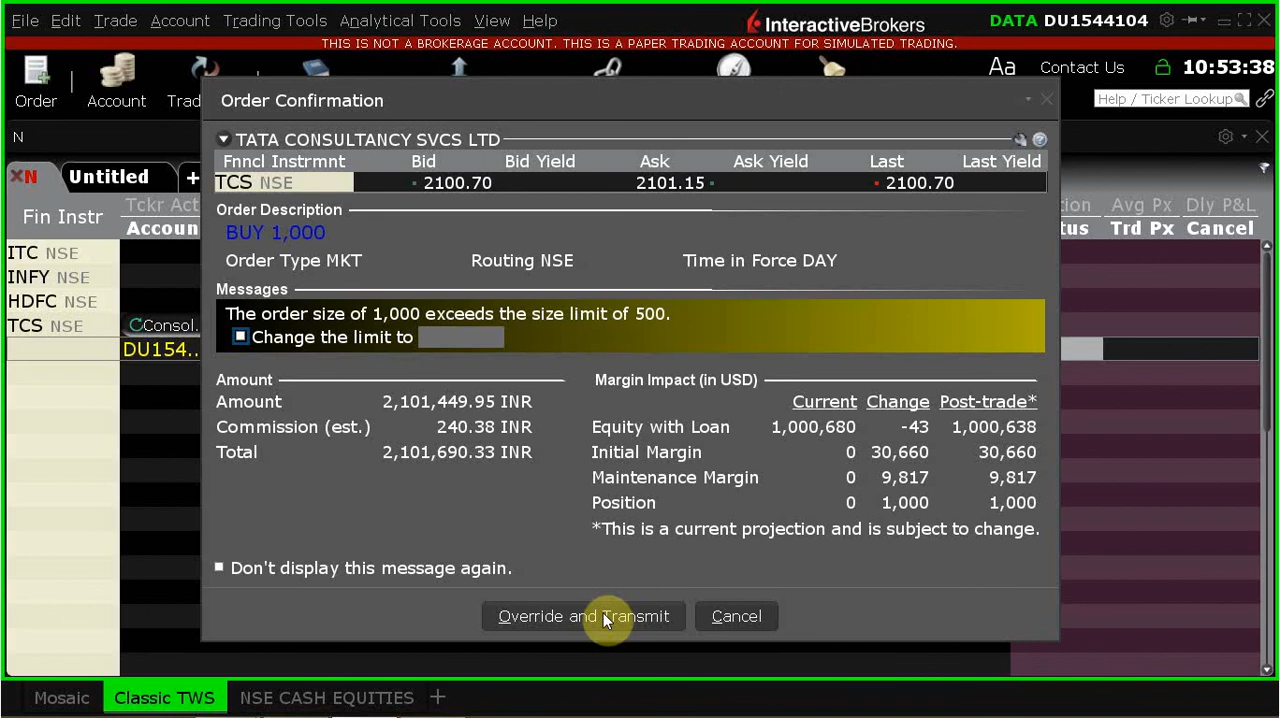 File Edit Trade Account Trading Tools Analytical Tools View Help InteractiveBrokers DATA DU1544104
THIS IS NOT A BROKERAGE ACCOUNT. THIS IS A PAPER TRADING ACCOUNT FOR SIMULATED TRADING.
Order Account Trad Aa Contact Us 10:53:38
Help / Ticker Lookup
N
Order Confirmation
TATA CONSULTANCY SVCS LTD
N Untitled +
Fnncl Instrmnt Bid Bid Yield Ask Ask Yield Last Last Yield
TCS NSE 2100.70 2101.15 2100.70
Fin Instr Tckr Act Avg Px Dly P&L
Accoun Trd Px Cancel
Order Description
BUY 1,000
Order Type MKT Routing NSE Time in Force DAY
ITC NSE
INFY NSE
HDFC NSE
TCS NSE Consol.
DU154..
Messages
The order size of 1,000 exceeds the size limit of 500.
Change the limit to
Amount
Amount 2,101,449.95 INR
Commission (est.) 240.38 INR
Total 2,101,690.33 INR
Margin Impact (in USD)
Current Change Post-trade*
Equity with Loan 1,000,680 -43 1,000,638
Initial Margin 0 30,660 30,660
Maintenance Margin 0 9,817 9,817
Position 0 1,000 1,000
*This is a current projection and is subject to change.
Don't display this message again.
Override and Transmit Cancel
Mosaic Classic TWS NSE CASH EQUITIES +